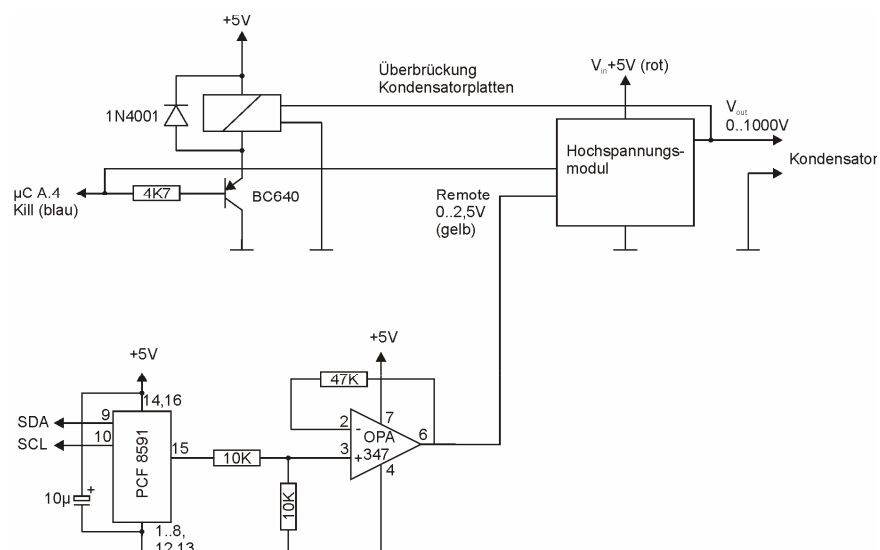 +5V
Überbrückung
Kondensatorplatten
Vin+5V (rot)
1N4001
Vout
0..1000V
Hochspannungs-
modul
Kondensator
µC A.4
Kill (blau)
4K7
BC640
Remote
0..2,5V
(gelb)
+5V
+5V
47K
14,16
7
SDA
9
2
-
OPA
6
SCL
10
15
3
+
347
PCF 8591
10K
4
10µ
+
10K
1..8,
12,13